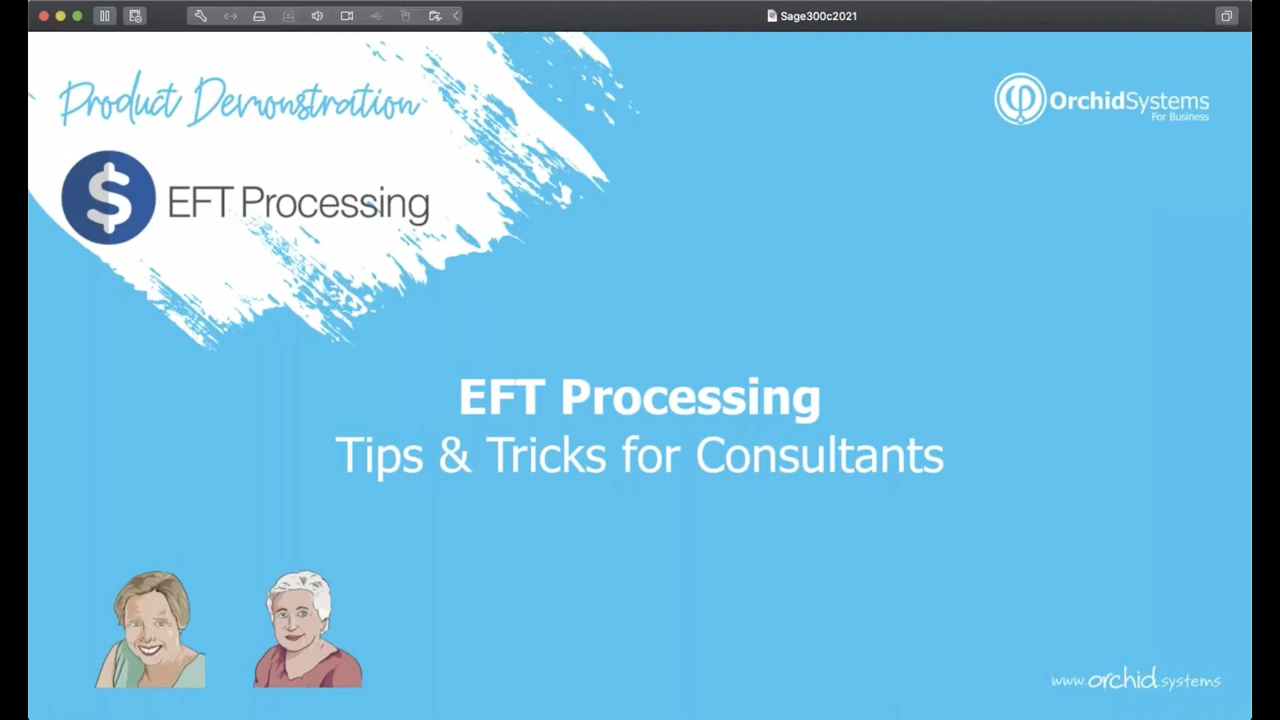 Sage300c2021
Product Demonstration
OrchidSystems
For Business
$ EFT Processing
EFT Processing
Tips & Tricks for Consultants
www.orchid.systems